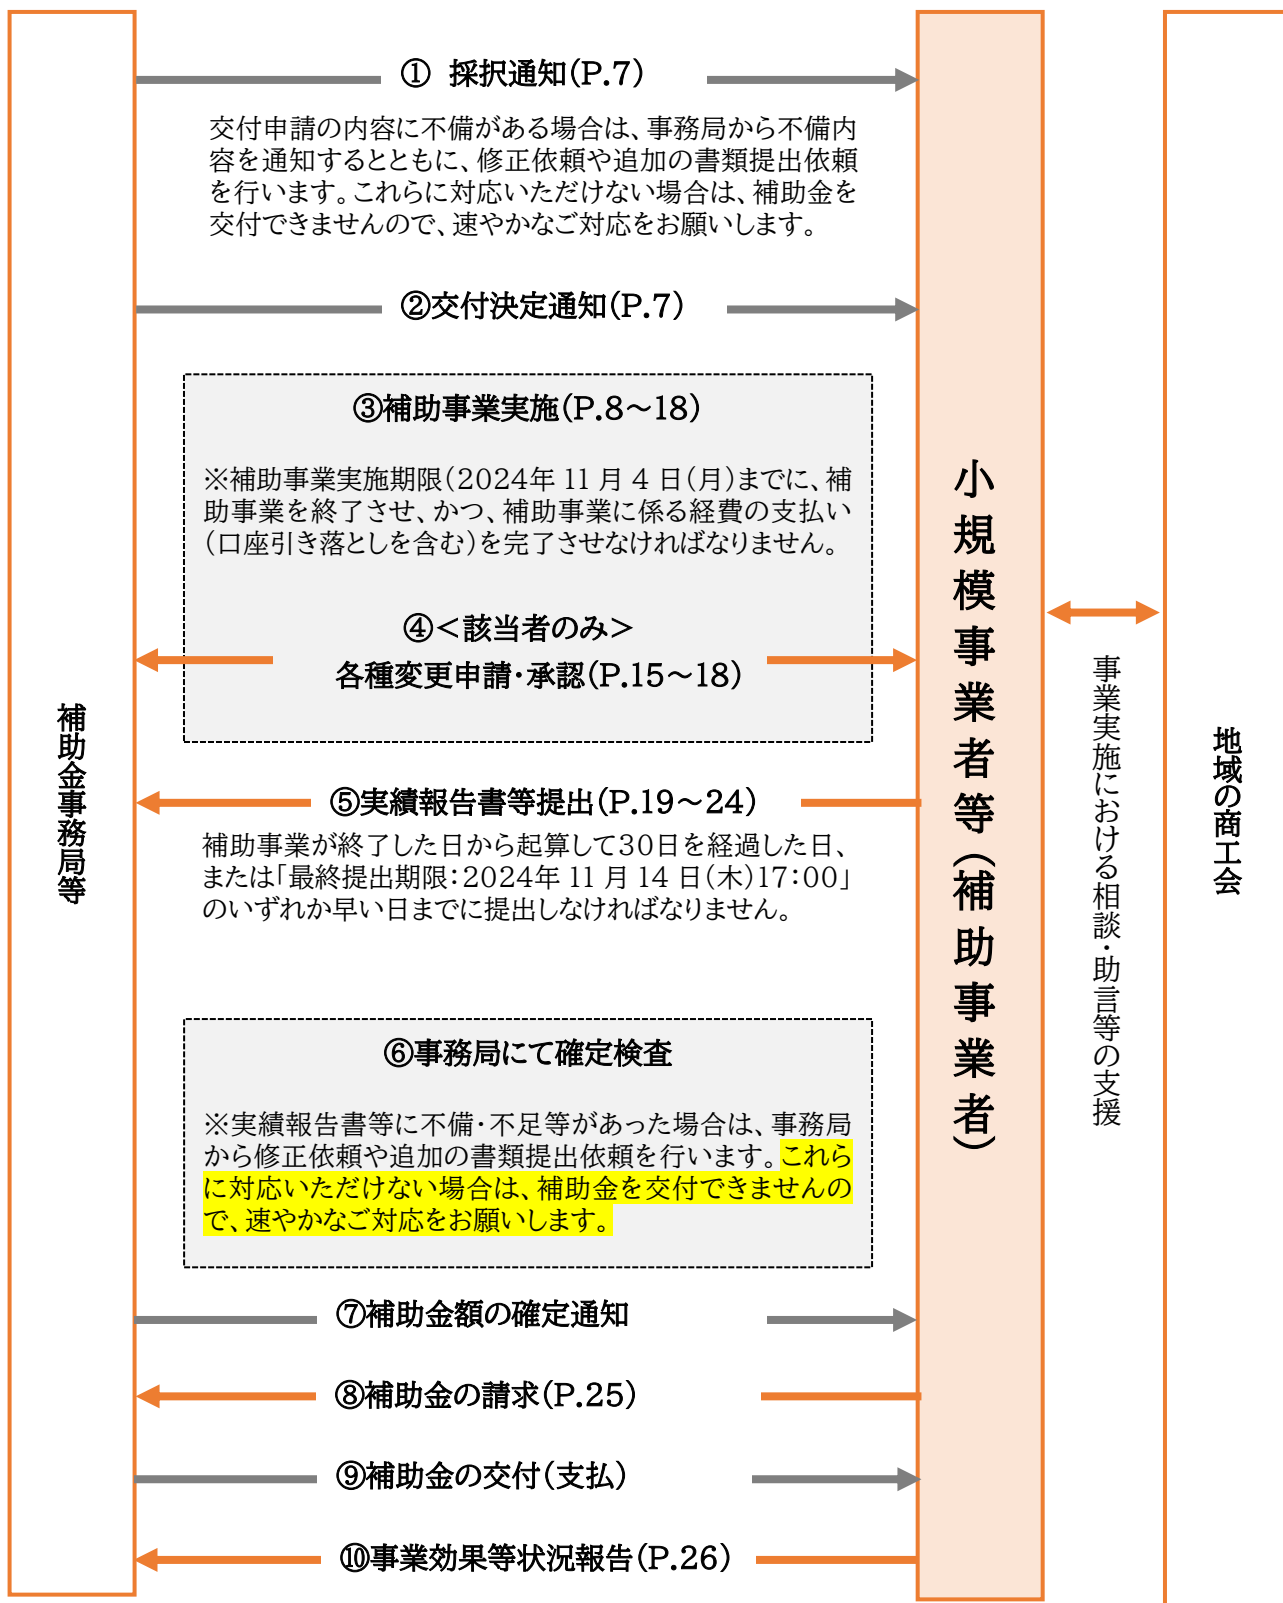 ① 採択通知(P.7)
交付申請の内容に不備がある場合は、事務局から不備内
容を通知するとともに、修正依頼や追加の書類提出依頼
を行います。これらに対応いただけない場合は、補助金を
交付できませんので、速やかなご対応をお願いします。
②交付決定通知(P.7)
③補助事業実施(P.8～18)
※補助事業実施期限(2024年 11 月 4 日(月)までに、補
助事業を終了させ、かつ、補助事業に係る経費の支払い
(口座引き落としを含む)を完了させなければなりません。
④＜該当者のみ＞
各種変更申請・承認(P.15～18)
⑤実績報告書等提出(P.19～24)
補助事業が終了した日から起算して30日を経過した日、
または「最終提出期限：2024年 11 月 14 日(木)17：00」
のいずれか早い日までに提出しなければなりません。
⑥事務局にて確定検査
※実績報告書等に不備・不足等があった場合は、事務局
から修正依頼や追加の書類提出依頼を行います。これら
に対応いただけない場合は、補助金を交付できませんの
で、速やかなご対応をお願いします。
⑦補助金額の確定通知
⑧補助金の請求(P.25)
⑨補助金の交付(支払)
⑩事業効果等状況報告(P.26)
補助金事務局等
小規模事業者等(補助事業者)
事業実施における相談・助言等の支援
地域の商工会